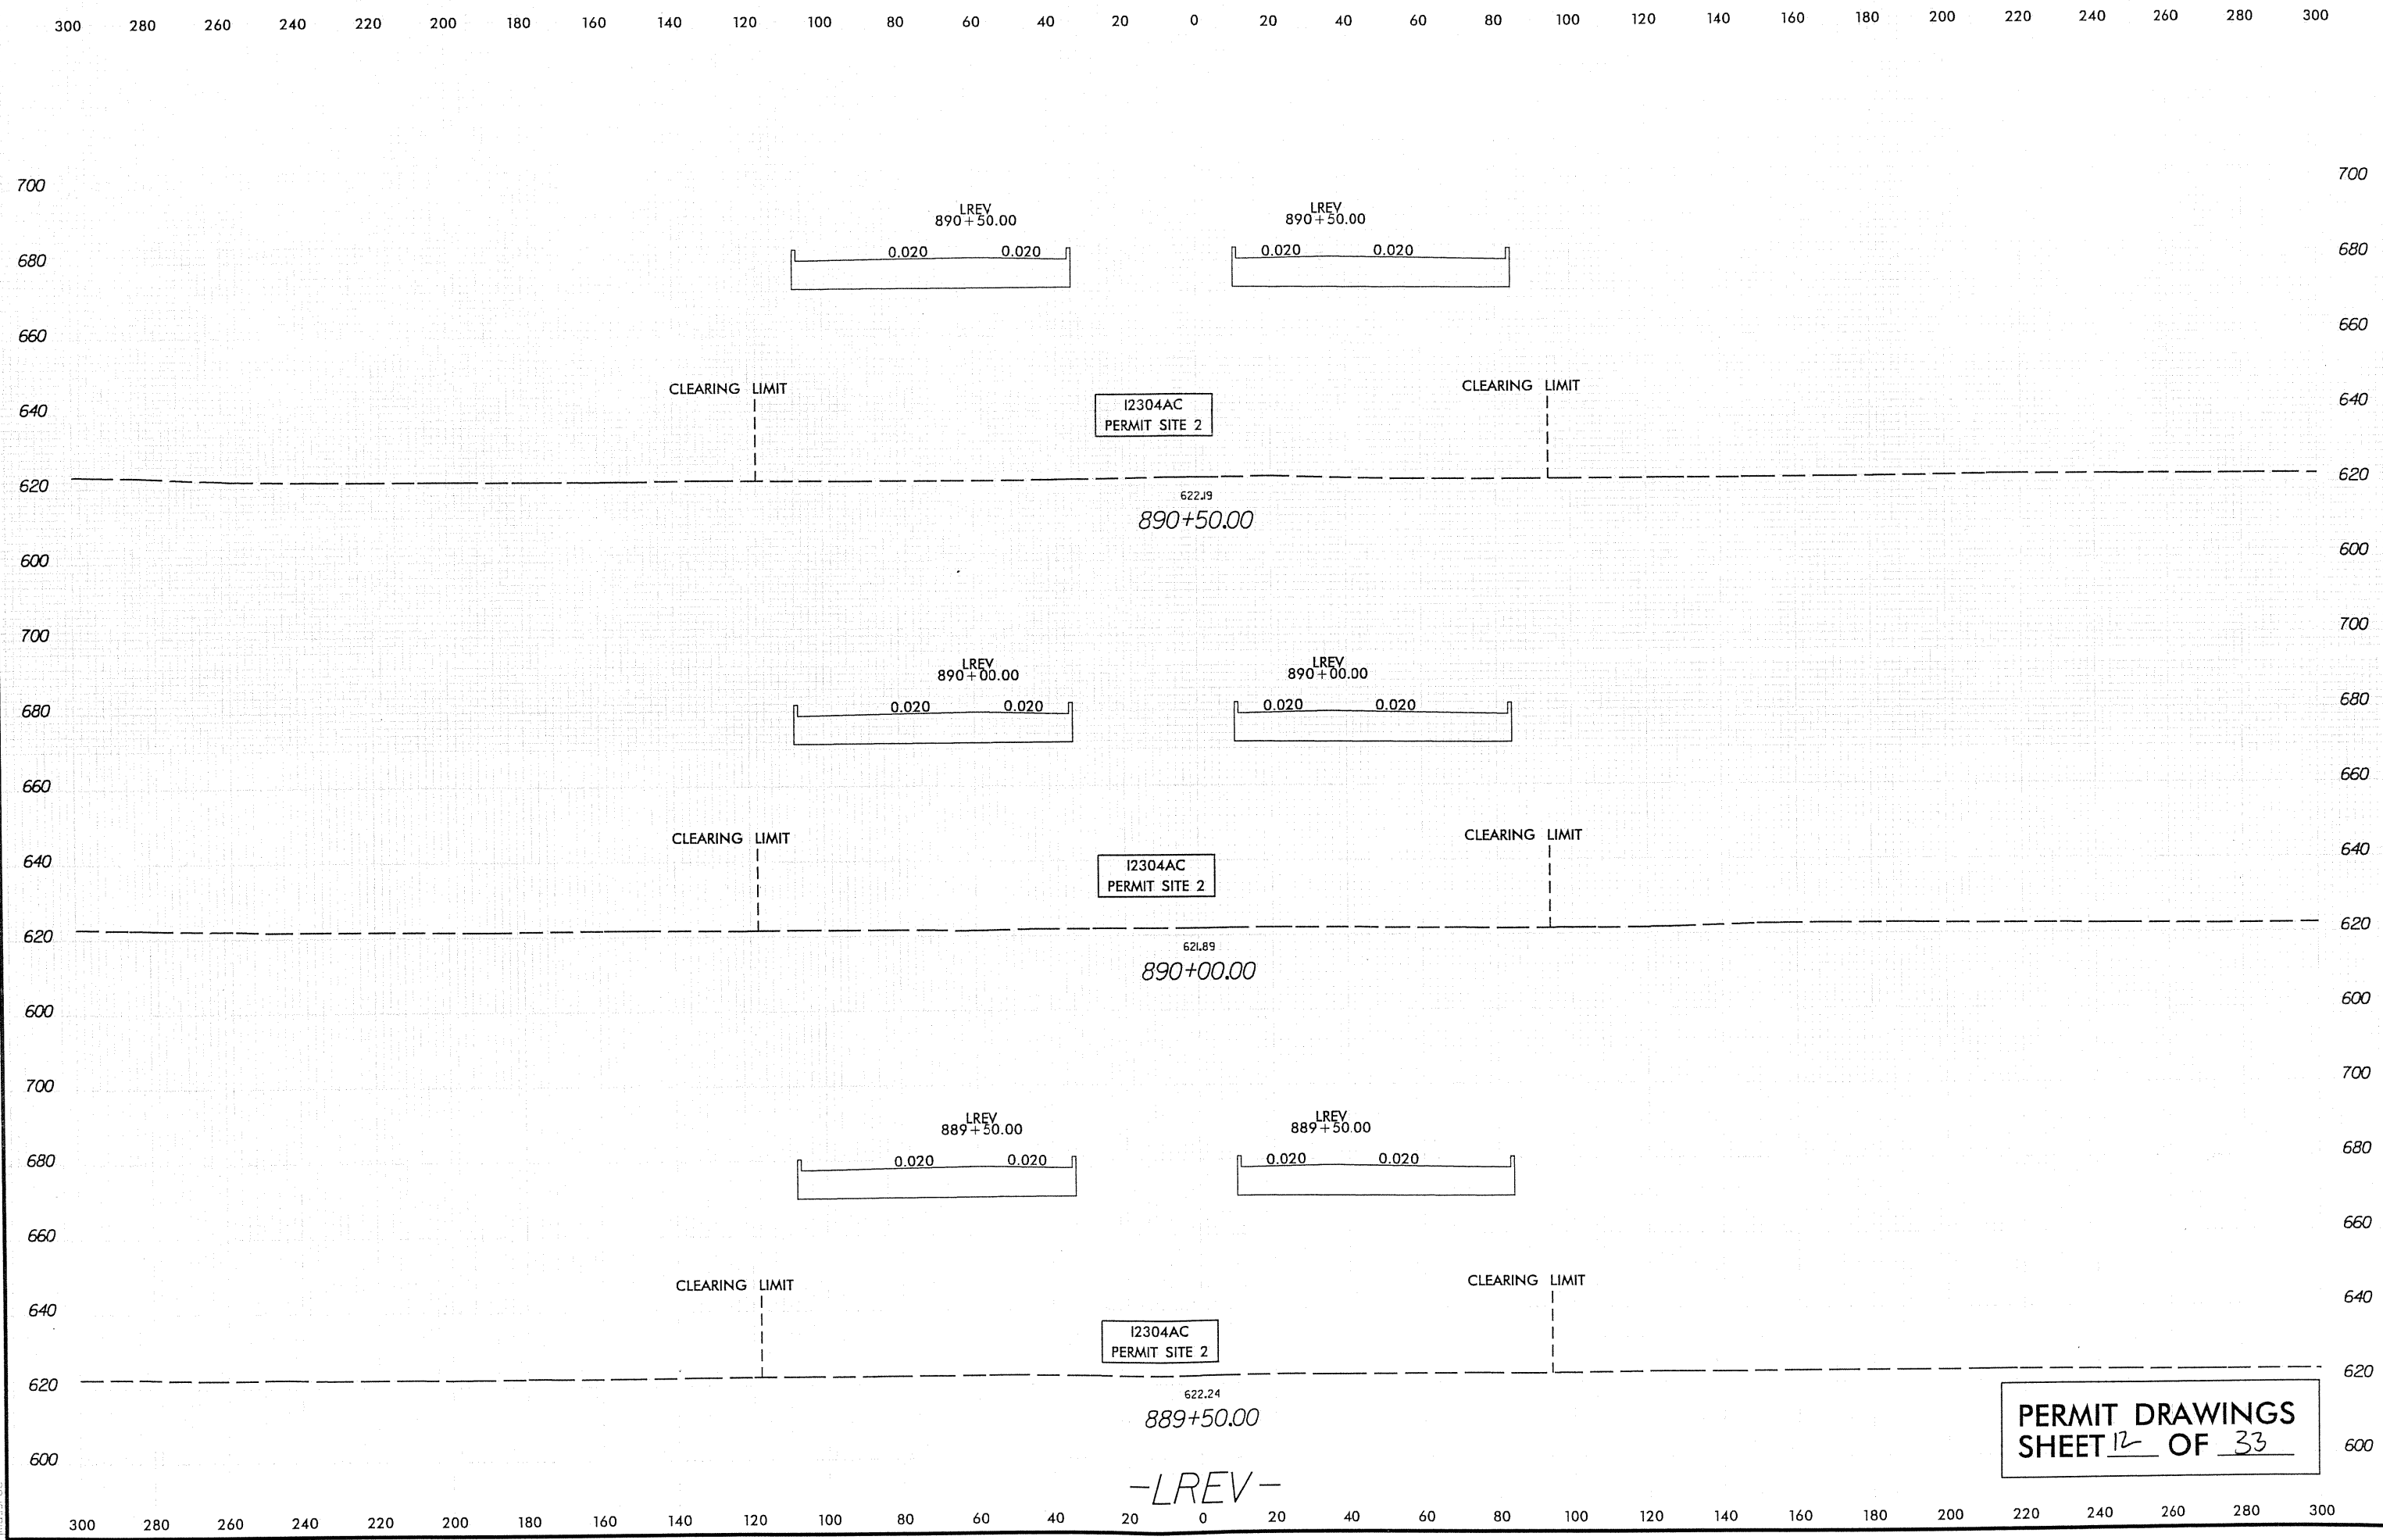 300 280 260 240 220 200 180 160 140 120 100 80 60 40 20 0 20 40 60 80 100 120 140 160 180 200 220 240 260 280 300
700 700
LREV LREV
890+50.00 890+50.00
680 0.020 0.020 0.020 0.020 680
660 660
CLEARING LIMIT CLEARING LIMIT
640 I2304AC 640
PERMIT SITE 2
620 620
622.19
890+50.00
600 600
700 700
LREV LREV
890+00.00 890+00.00
680 0.020 0.020 0.020 0.020 680
660 660
CLEARING LIMIT CLEARING LIMIT
640 I2304AC 640
PERMIT SITE 2
620 620
621.89
890+00.00
600 600
700 700
LREV LREV
889+50.00 889+50.00
680 0.020 0.020 0.020 0.020 680
660 660
CLEARING LIMIT CLEARING LIMIT
640 I2304AC 640
PERMIT SITE 2
620 620
622.24
889+50.00
PERMIT DRAWINGS
SHEET 12 OF 33
600 600
-LREV-
300 280 260 240 220 200 180 160 140 120 100 80 60 40 20 0 20 40 60 80 100 120 140 160 180 200 220 240 260 280 300